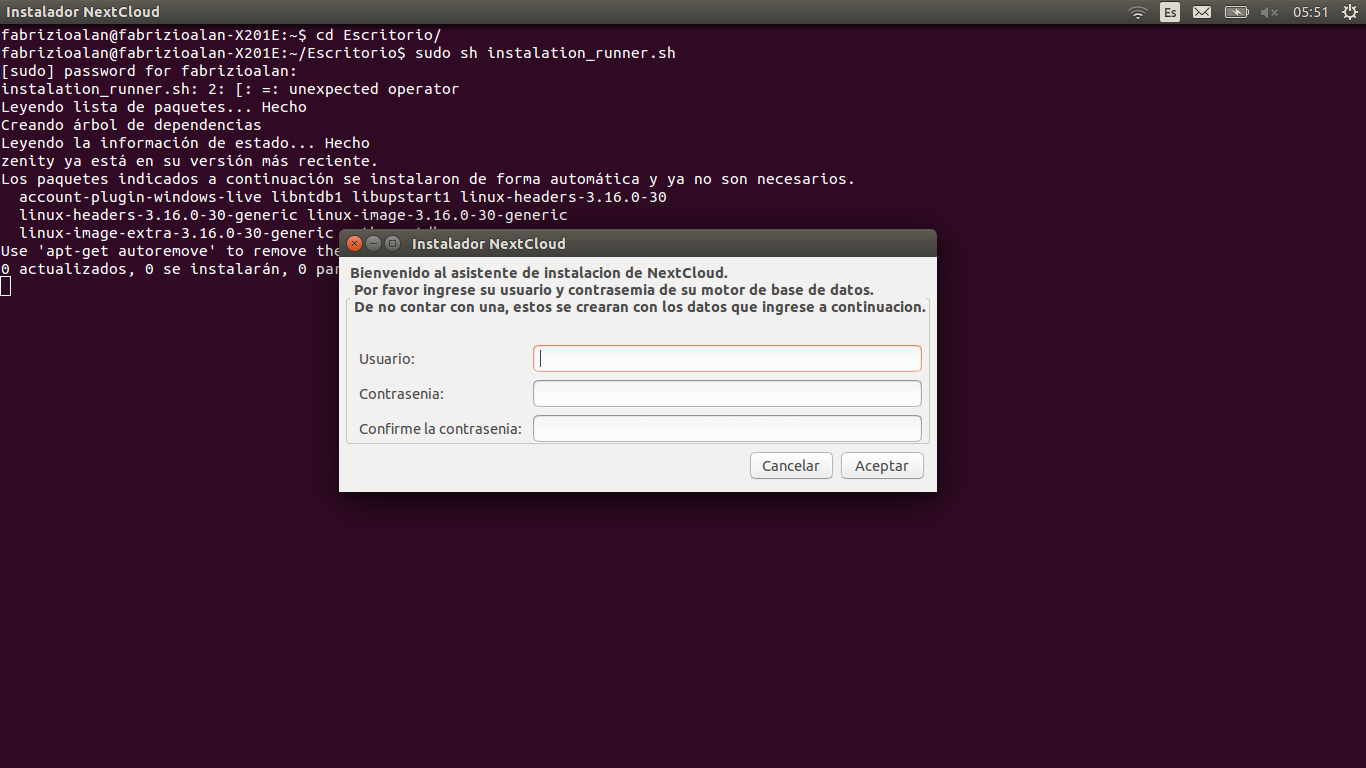 Instalador NextCloud
Es
05:51
fabrizioalan@fabrizioalan-X201E:~$ cd Escritorio/
fabrizioalan@fabrizioalan-X201E:~/Escritorio$ sudo sh instalation_runner.sh
[sudo] password for fabrizioalan:
instalation_runner.sh: 2: [: =: unexpected operator
Leyendo lista de paquetes... Hecho
Creando árbol de dependencias
Leyendo la información de estado... Hecho
zenity ya está en su versión más reciente.
Los paquetes indicados a continuación se instalaron de forma automática y ya no son necesarios.
account-plugin-windows-live libntdb1 libupstart1 linux-headers-3.16.0-30
linux-headers-3.16.0-30-generic linux-image-3.16.0-30-generic
linux-image-extra-3.16.0-30-generic
Use 'apt-get autoremove' to remove the
0 actualizados, 0 se instalarán, 0 par
Instalador NextCloud
Bienvenido al asistente de instalacion de NextCloud.
Por favor ingrese su usuario y contrasemia de su motor de base de datos.
De no contar con una, estos se crearan con los datos que ingrese a continuacion.
Usuario:
Contrasenia:
Confirme la contrasenia:
Cancelar
Aceptar